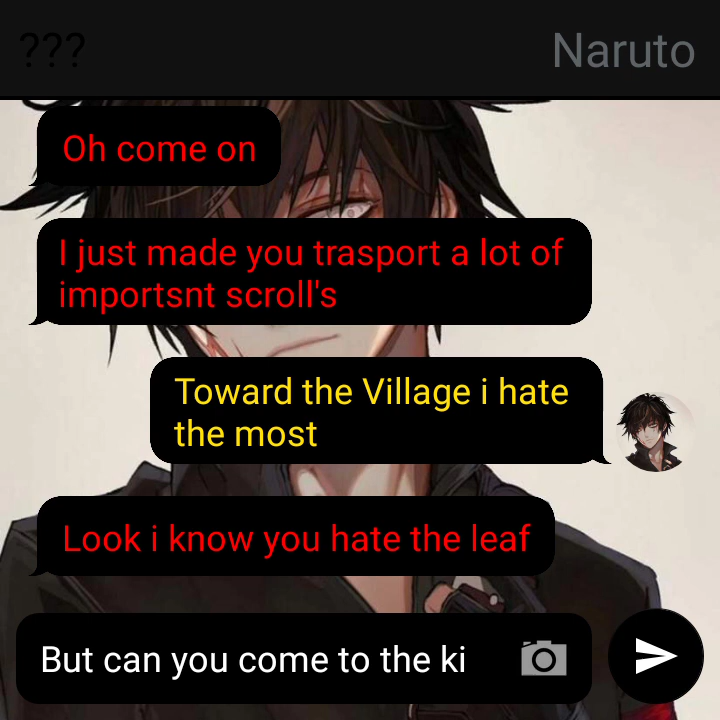 ??? Naruto
Oh come on
I just made you trasport a lot of
importsnt scroll's
Toward the Village i hate
the most
Look i know you hate the leaf
But can you come to the ki